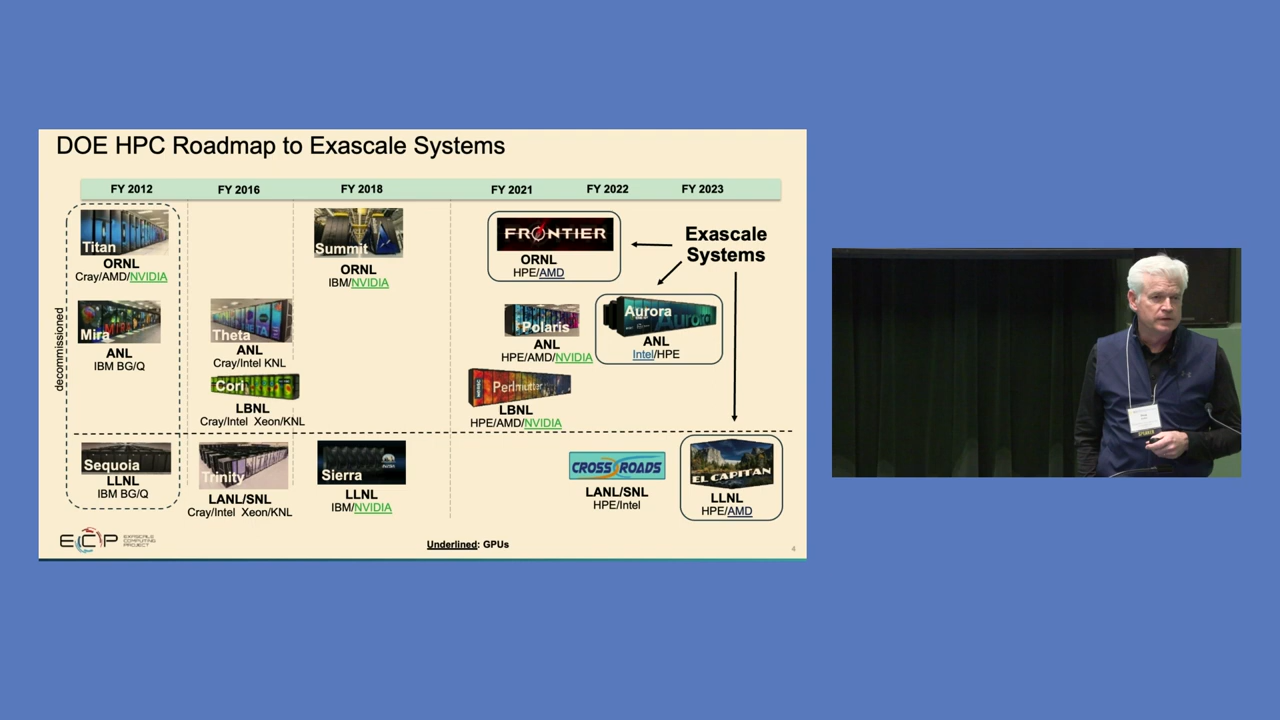 DOE HPC Roadmap to Exascale Systems
FY 2012
FY 2016
FY 2018
FY 2021
FY 2022
FY 2023
Titan
ORNL
Cray/AMD/NVIDIA
Summit
ORNL
IBM/NVIDIA
FRONTIER
ORNL
HPE/AMD
Exascale
Systems
decommissioned
Mira
ANL
IBM BG/Q
Theta
ANL
Cray/Intel KNL
Polaris
ANL
HPE/AMD/NVIDIA
Aurora
ANL
Intel/HPE
Cori
LBNL
Cray/Intel Xeon/KNL
Perlmutter
LBNL
HPE/AMD/NVIDIA
Sequoia
LLNL
IBM BG/Q
Trinity
LANL/SNL
Cray/Intel Xeon/KNL
Sierra
LLNL
IBM/NVIDIA
CROSSROADS
LANL/SNL
HPE/Intel
EL CAPITAN
LLNL
HPE/AMD
ECP
EXASCALE
COMPUTING
PROJECT
Underlined: GPUs
4